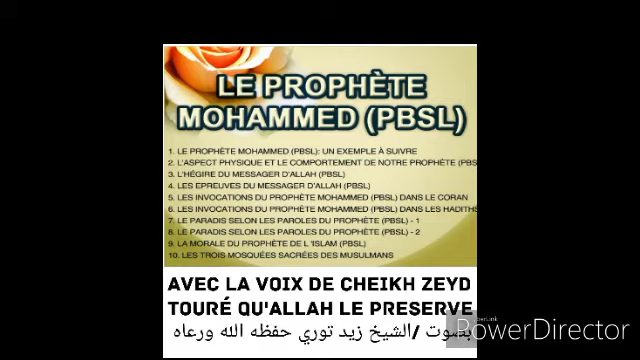 LE PROPHÈTE
MOHAMMED (PBSL)
1. LE PROPHÈTE MOHAMMED (PBSL): UN EXEMPLE À SUIVRE
2. L'ASPECT PHYSIQUE ET LE COMPORTEMENT DE NOTRE PROPHÈTE (PBS
3. L'HÉGIRE DU MESSAGER D'ALLAH (PBSL)
4. LES EPREUVES DU MESSAGER D'ALLAH (PBSL)
5. LES INVOCATIONS DU PROPHÈTE MOHAMMED (PBSL) DANS LE CORAN
6. LES INVOCATIONS DU PROPHÈTE MOHAMMED (PBSL) DANS LES HADITHS
7. LE PARADIS SELON LES PAROLES DU PROPHÈTE (PBSL) - 1
8. LE PARADIS SELON LES PAROLES DU PROPHÈTE (PBSL) - 2
9. LA MORALE DU PROPHÈTE DE L'ISLAM (PBSL)
10. LES TROIS MOSQUÉES SACRÉES DES MUSULMANS
AVEC LA VOIX DE CHEIKH ZEYD
TOURÉ QU'ALLAH LE PRESERVE
بصوت /الشيخ زيد توري حفظه الله ورعاه
CyberLink
PowerDirector